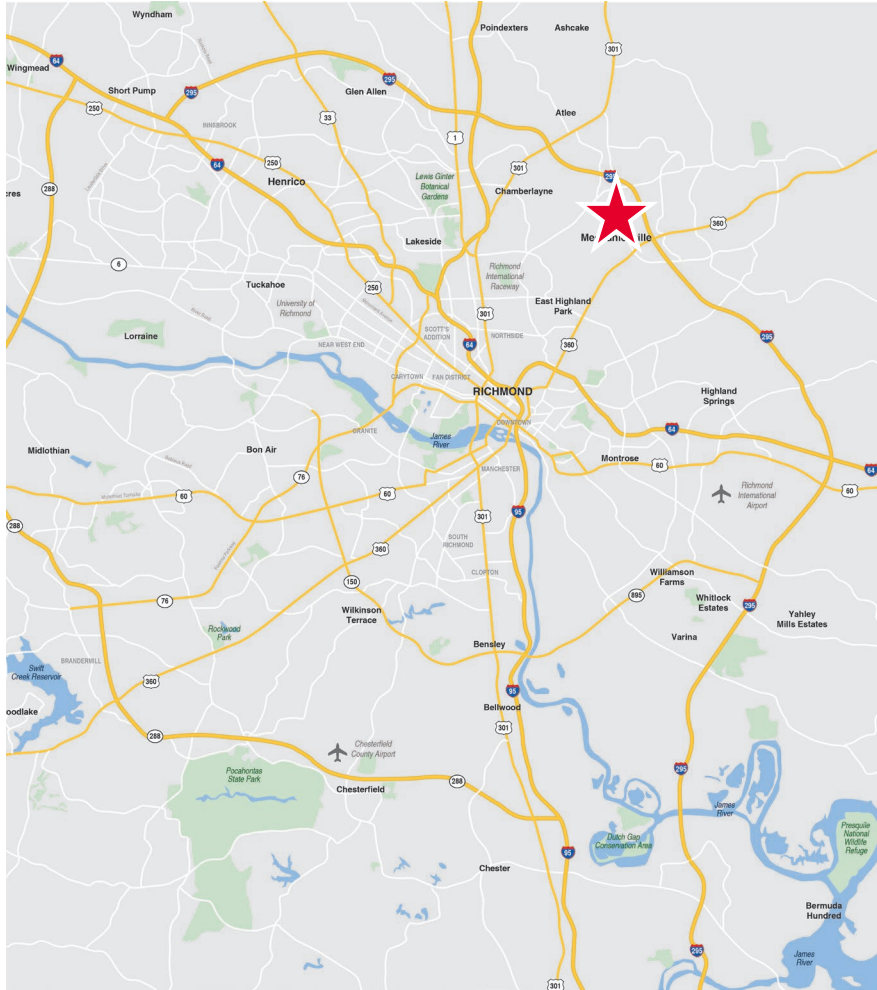 Wyndham
Poindexters
Ashcake
301
Wingmead
64
Short Pump
295
Glen Allen
295
250
33
Atlee
INNSBROOK
1
64
250
301
295
Henrico
Lewis Ginter
Botanical
Gardens
Chamberlayne
288
cres
360
Lakeside
6
Richmond
International
Raceway
Tuckahoe
250
University of
Richmond
301
East Highland
Park
Lorraine
SCOTT'S
ADDITION
NORTHSIDE
NEAR WEST END
64
360
295
CARYTOWN
FAN DISTRICT
RICHMOND
Highland
Springs
DOWNTOWN
GRANITE
James
River
64
Midlothian
Bon Air
Montrose
60
64
MANCHESTER
76
60
60
Richmond
International
Airport
60
301
95
288
SOUTH
RICHMOND
360
CLOPTON
150
Williamson
Farms
895
Whitlock
Estates
295
76
Wilkinson
Terrace
Yahley
Mills Estates
Rockwood
Park
Bensley
Varina
BRANDERMILL
Swift
Creek Reservoir
360
95
oodlake
Bellwood
301
288
Chesterfield
County Airport
295
Pocahontas
State Park
288
Chesterfield
James
River
Dutch Gap
Conservation Area
Presquile
National
Wildlife
Refuge
95
Chester
Bermuda
Hundred
295
James
River
301